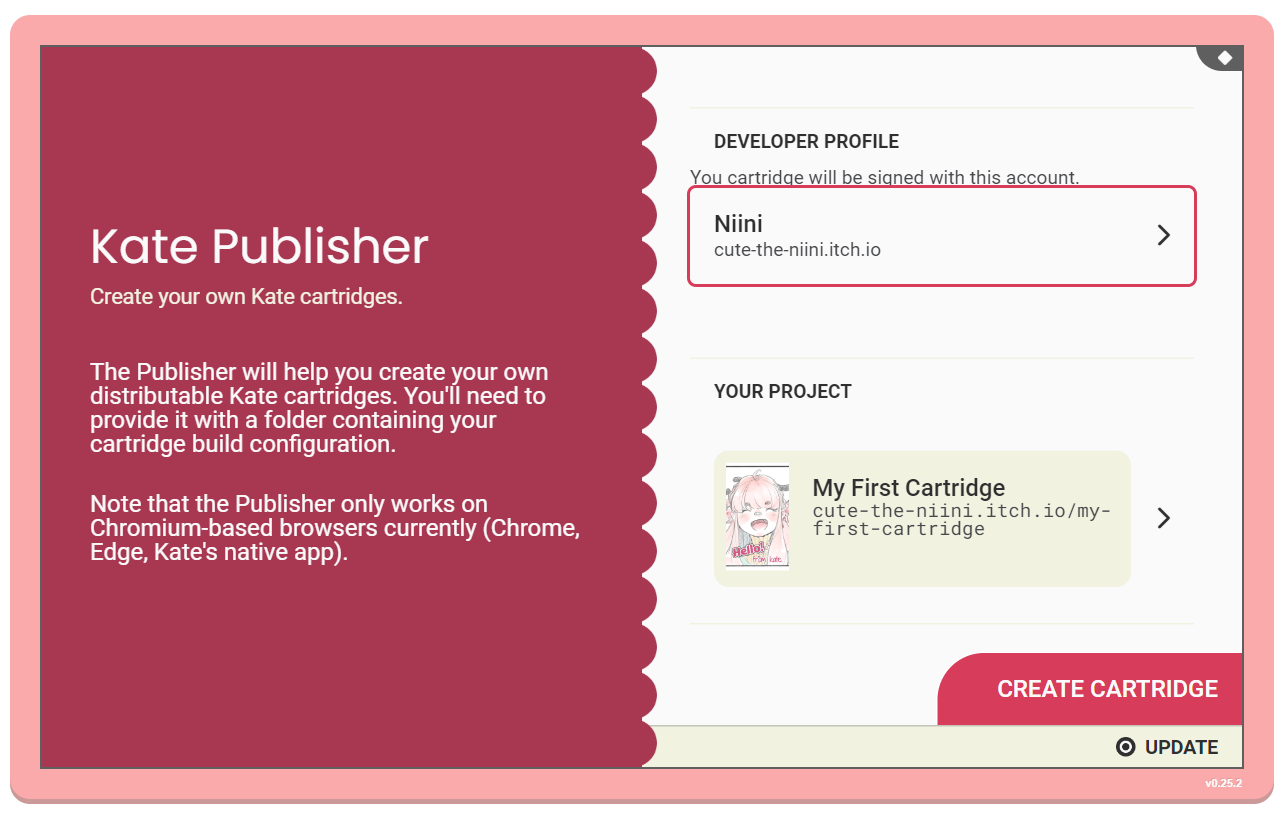 Kate Publisher
Create your own Kate cartridges.
The Publisher will help you create your own
distributable Kate cartridges. You'll need to
provide it with a folder containing your
cartridge build configuration.
Note that the Publisher only works on
Chromium-based browsers currently (Chrome,
Edge, Kate's native app).
DEVELOPER PROFILE
You cartridge will be signed with this account.
Niini
cute-the-niini.itch.io
YOUR PROJECT
Hello!
from kate
My First Cartridge
cute-the-niini.itch.io/my-
first-cartridge
CREATE CARTRIDGE
UPDATE
v0.25.2